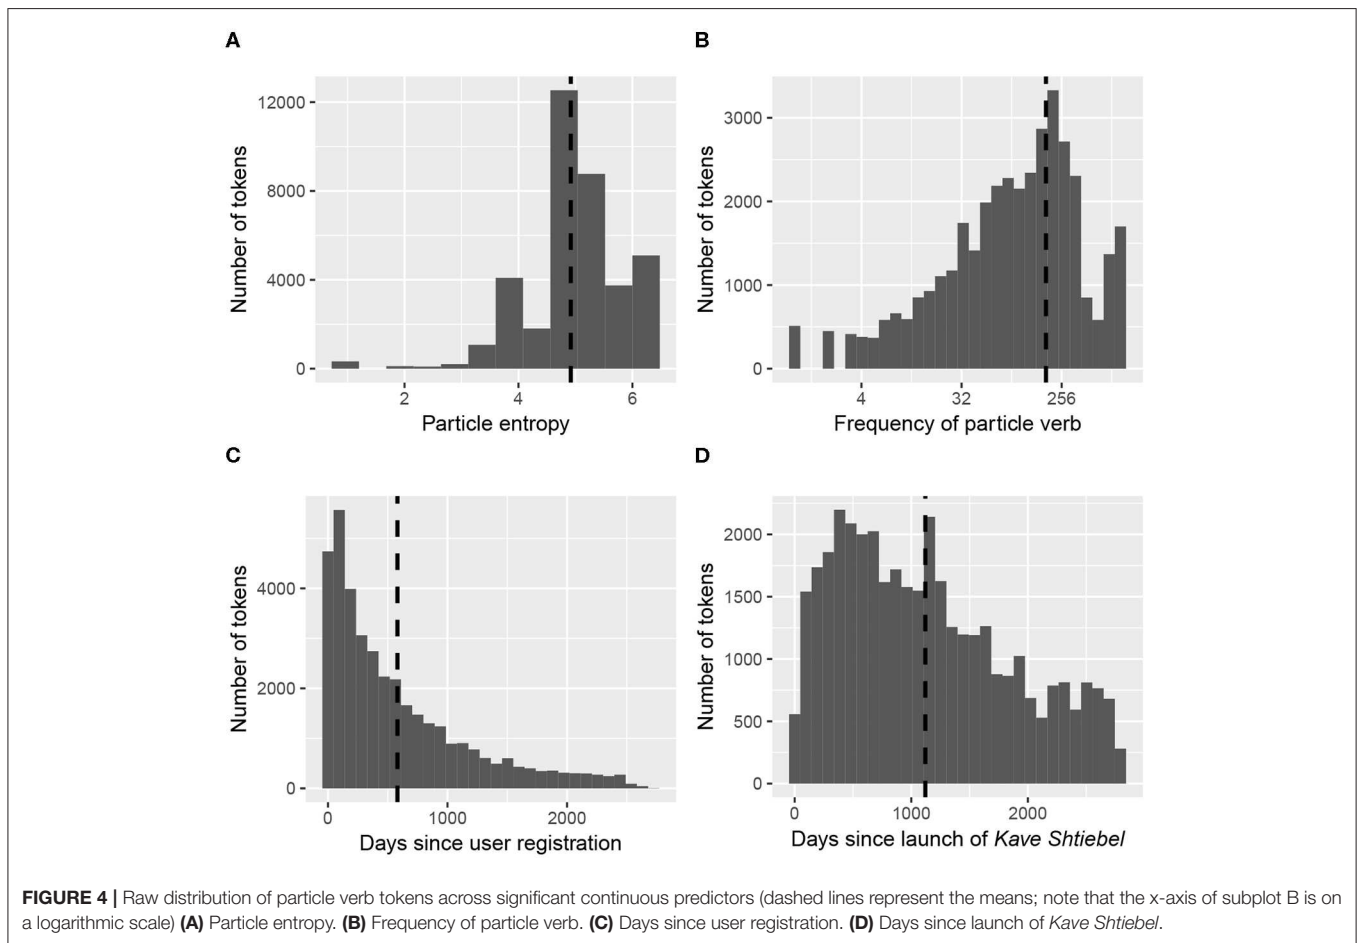 A
B
12000
8000
4000
0
Number of tokens
2 4 6
Particle entropy
3000
2000
1000
0
Number of tokens
4 32 256
Frequency of particle verb
C
D
4000
2000
0
Number of tokens
0 1000 2000
Days since user registration
2000
1500
1000
500
0
Number of tokens
0 1000 2000
Days since launch of Kave Shtiebel
FIGURE 4 | Raw distribution of particle verb tokens across significant continuous predictors (dashed lines represent the means; note that the x-axis of subplot B is on
a logarithmic scale) (A) Particle entropy. (B) Frequency of particle verb. (C) Days since user registration. (D) Days since launch of Kave Shtiebel.